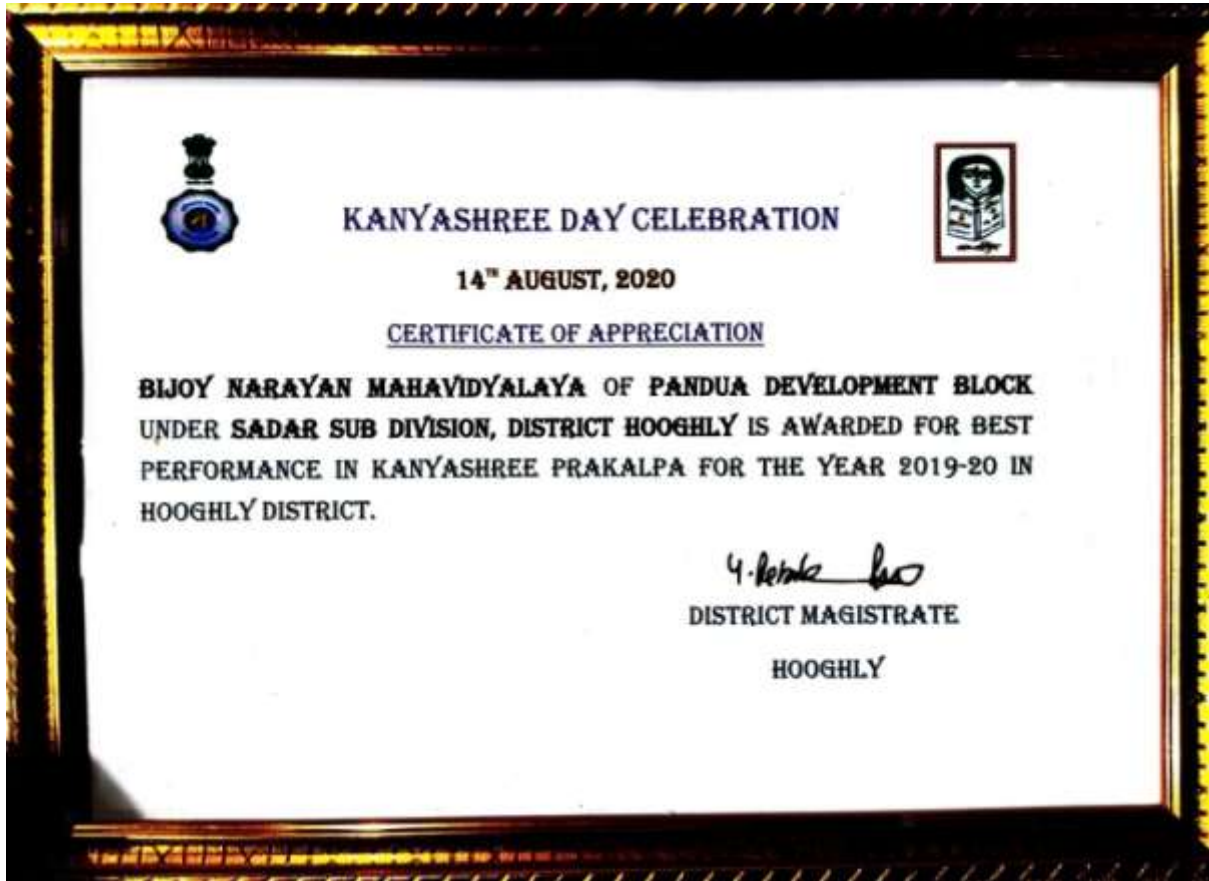 KANYASHREE DAY CELEBRATION
14TH AUGUST, 2020
CERTIFICATE OF APPRECIATION
BIJOY NARAYAN MAHAVIDYALAYA OF PANDUA DEVELOPMENT BLOCK
UNDER SADAR SUB DIVISION, DISTRICT HOOGHLY IS AWARDED FOR BEST
PERFORMANCE IN KANYASHREE PRAKALPA FOR THE YEAR 2019-20 IN
HOOGHLY DISTRICT.
DISTRICT MAGISTRATE
HOOGHLY